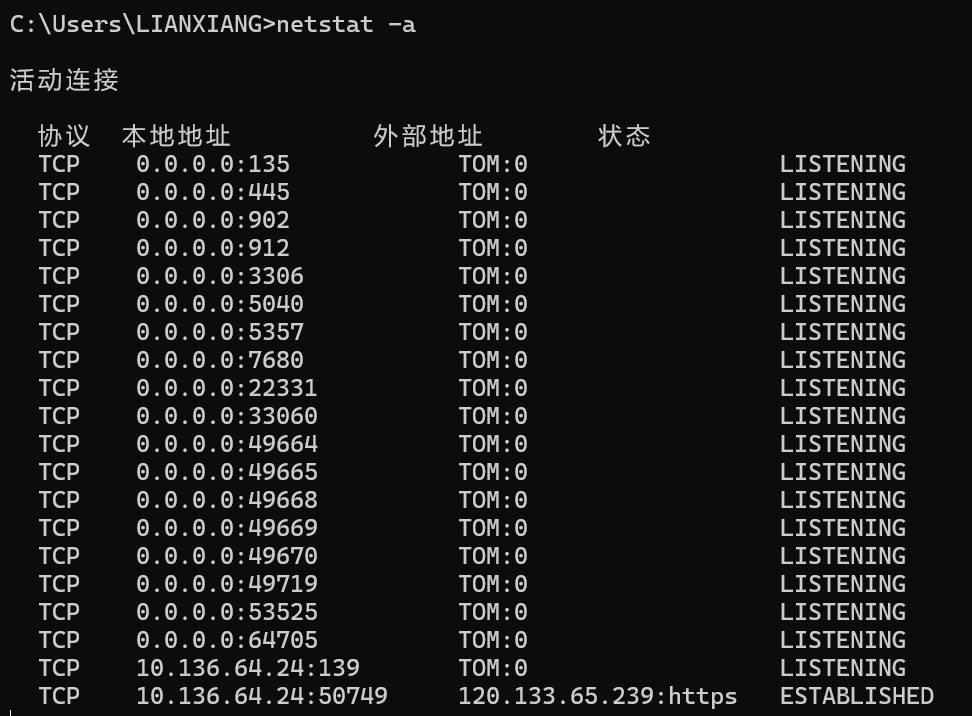 C:\Users\LIANXIANG>netstat -a
活动连接
协议 本地地址 外部地址 状态
TCP 0.0.0.0:135 TOM:0 LISTENING
TCP 0.0.0.0:445 TOM:0 LISTENING
TCP 0.0.0.0:902 TOM:0 LISTENING
TCP 0.0.0.0:912 TOM:0 LISTENING
TCP 0.0.0.0:3306 TOM:0 LISTENING
TCP 0.0.0.0:5040 TOM:0 LISTENING
TCP 0.0.0.0:5357 TOM:0 LISTENING
TCP 0.0.0.0:7680 TOM:0 LISTENING
TCP 0.0.0.0:22331 TOM:0 LISTENING
TCP 0.0.0.0:33060 TOM:0 LISTENING
TCP 0.0.0.0:49664 TOM:0 LISTENING
TCP 0.0.0.0:49665 TOM:0 LISTENING
TCP 0.0.0.0:49668 TOM:0 LISTENING
TCP 0.0.0.0:49669 TOM:0 LISTENING
TCP 0.0.0.0:49670 TOM:0 LISTENING
TCP 0.0.0.0:49719 TOM:0 LISTENING
TCP 0.0.0.0:53525 TOM:0 LISTENING
TCP 0.0.0.0:64705 TOM:0 LISTENING
TCP 10.136.64.24:139 TOM:0 LISTENING
TCP 10.136.64.24:50749 120.133.65.239:https ESTABLISHED